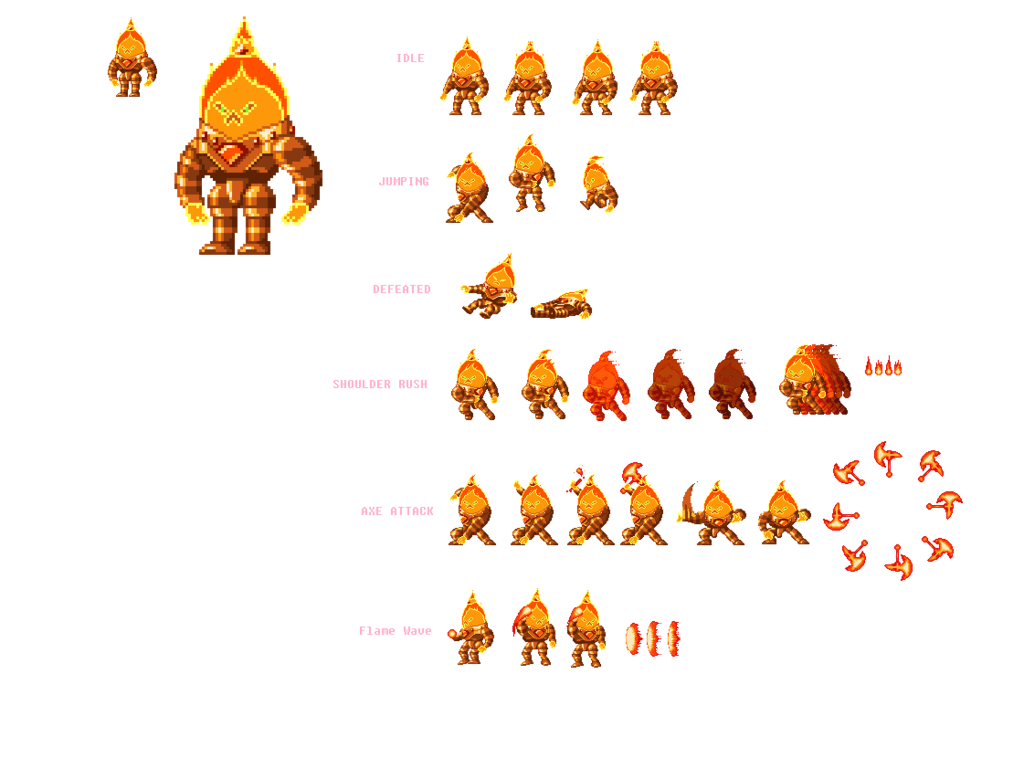 IDLE
JUMPING
DEFEATED
SHOULDER RUSH
AXE ATTACK
Flame Wave